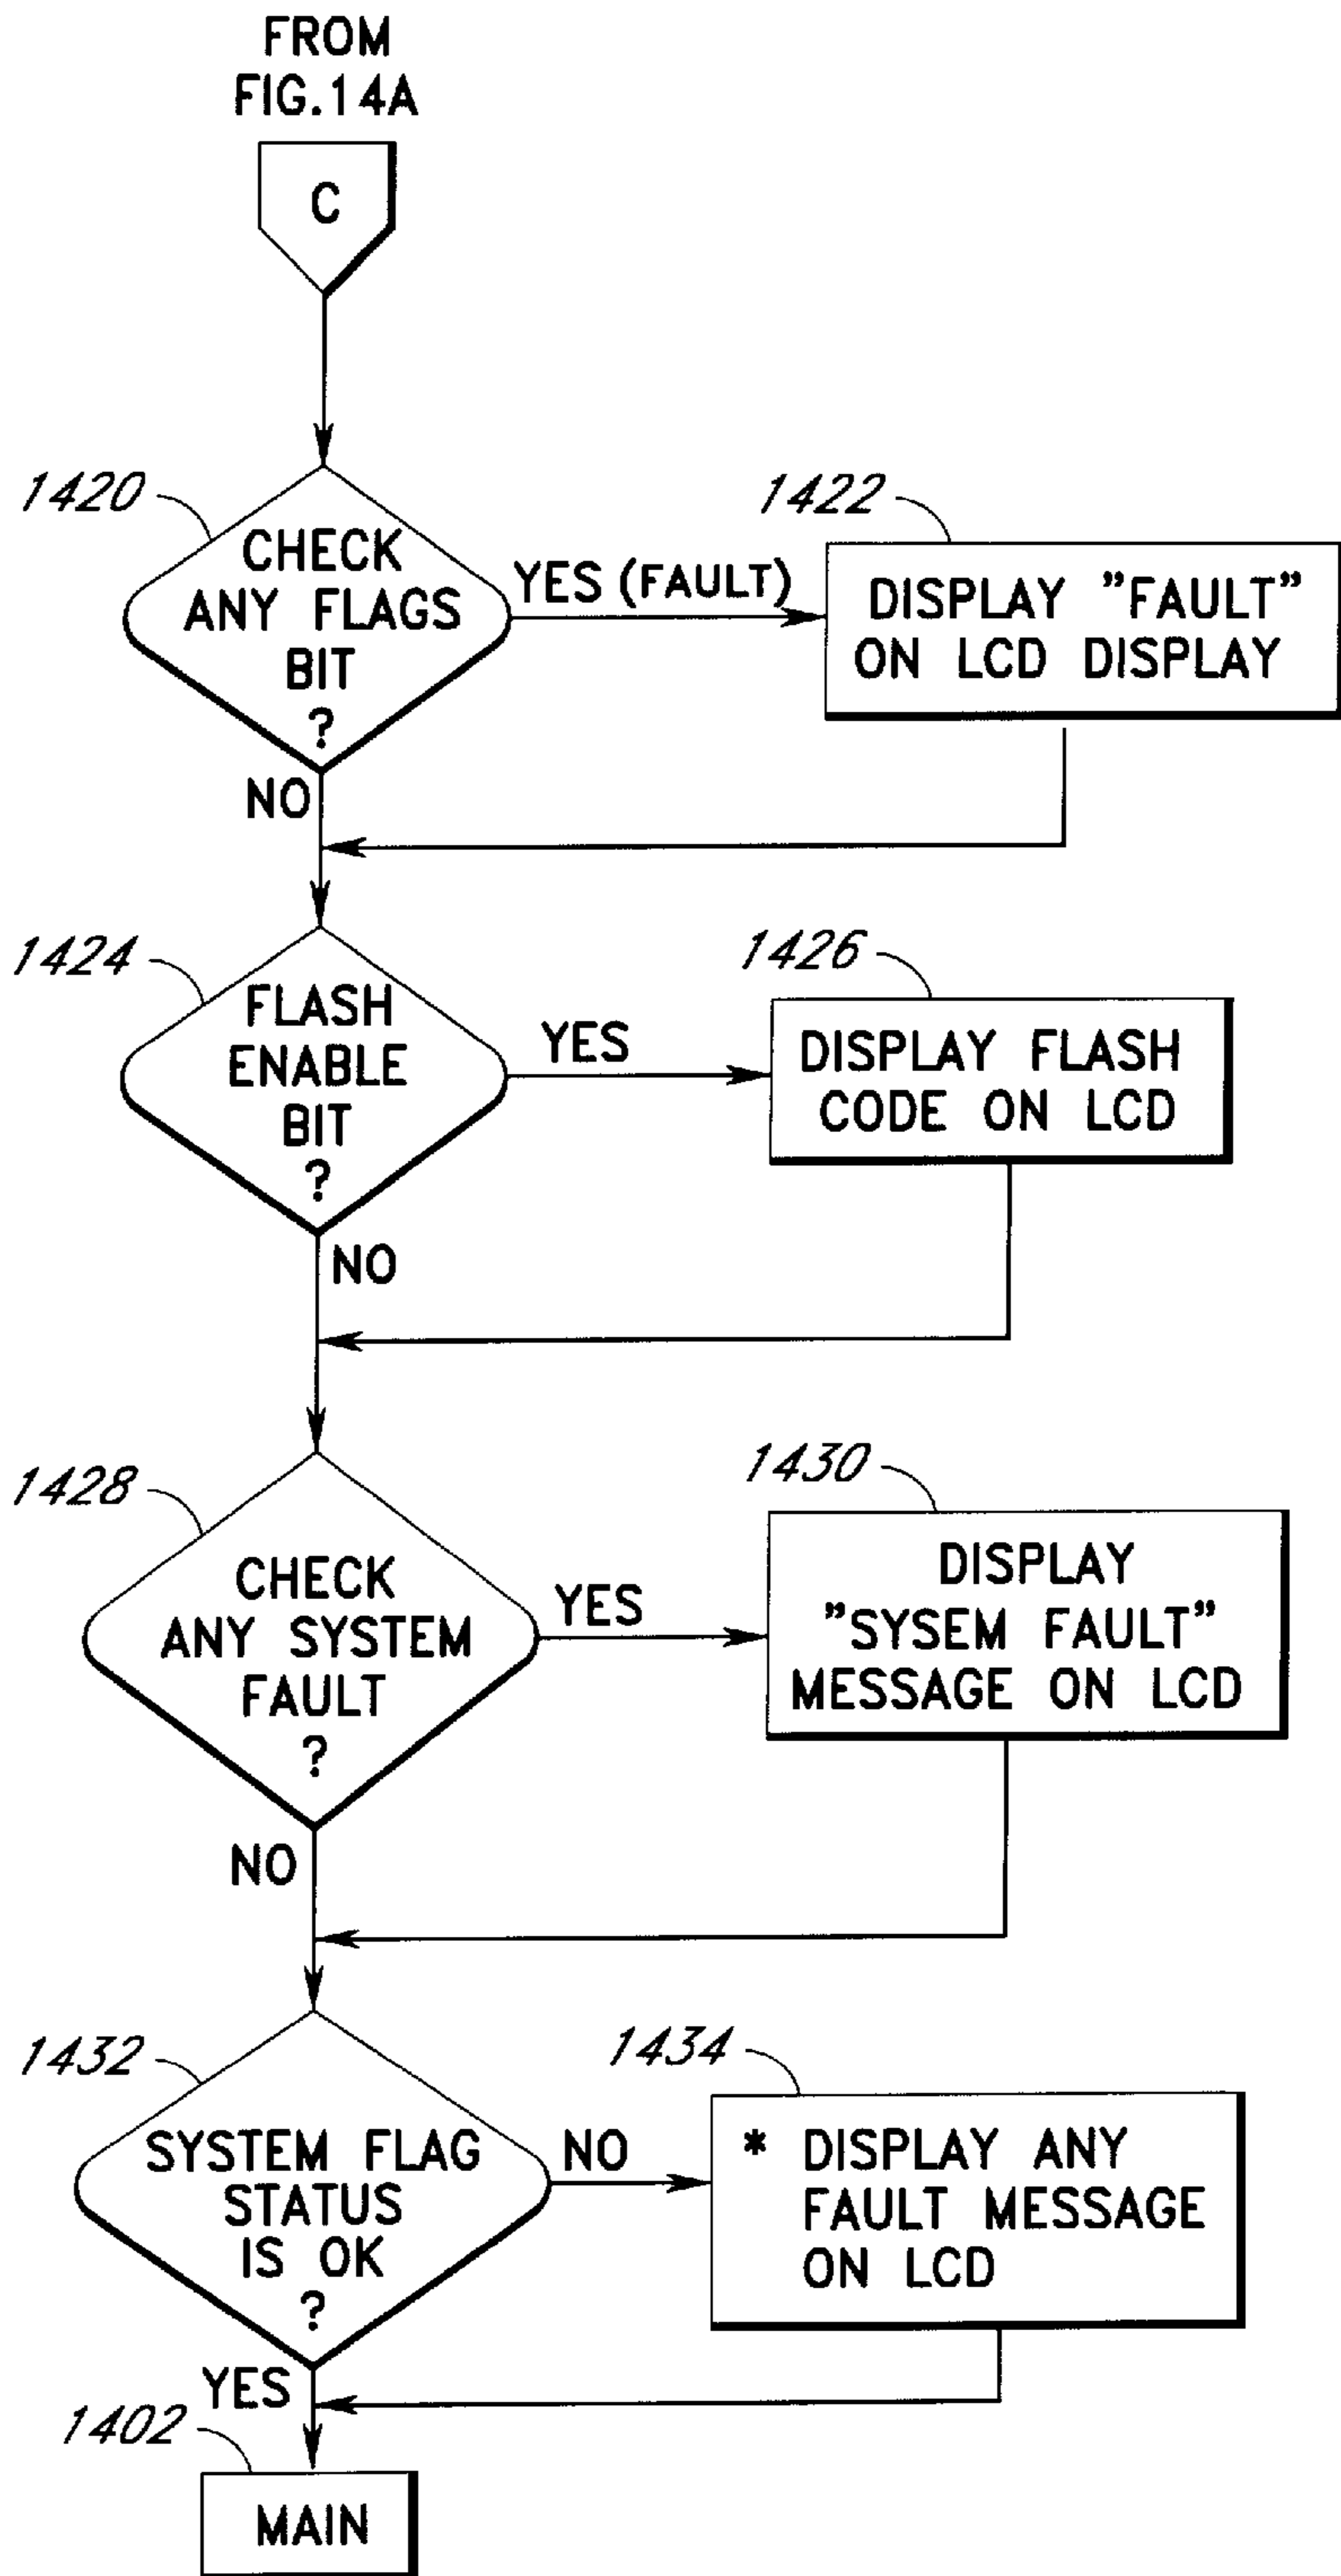 FROM
FIG.14A
C
1420
CHECK
ANY FLAGS
BIT
?
YES (FAULT)
1422
DISPLAY "FAULT"
ON LCD DISPLAY
NO
1424
FLASH
ENABLE
BIT
?
YES
1426
DISPLAY FLASH
CODE ON LCD
NO
1428
CHECK
ANY SYSTEM
FAULT
?
YES
1430
DISPLAY
"SYSEM FAULT"
MESSAGE ON LCD
NO
1432
SYSTEM FLAG
STATUS
IS OK
?
NO
1434
* DISPLAY ANY
FAULT MESSAGE
ON LCD
YES
1402
MAIN